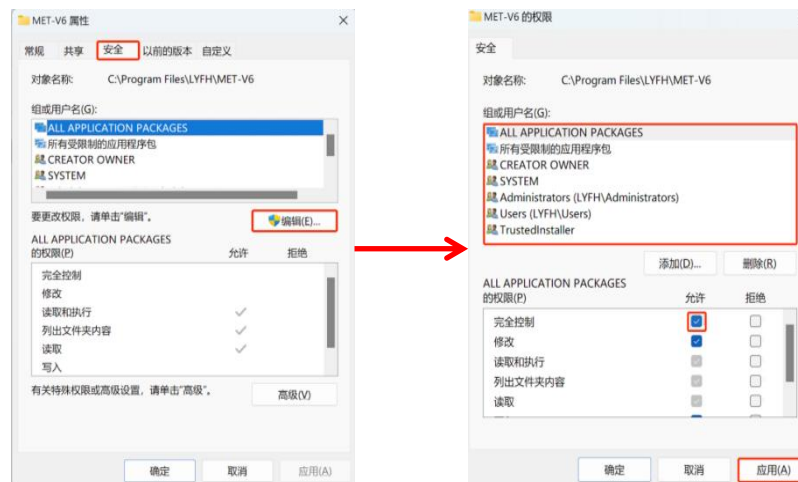 MET-V6 属性
常规 共享 安全 以前的版本 自定义
对象名称: C:\Program Files\LYFH\MET-V6
组或用户名(G):
ALL APPLICATION PACKAGES
所有受限制的应用程序包
CREATOR OWNER
SYSTEM
要更改权限，请单击"编辑"。
编辑(E)...
ALL APPLICATION PACKAGES
的权限(P) 允许 拒绝
完全控制
修改
读取和执行
列出文件夹内容
读取
写入
有关特殊权限或高级设置，请单击"高级"。
高级(V)
确定 取消 应用(A)
MET-V6 的权限
安全
对象名称: C:\Program Files\LYFH\MET-V6
组或用户名(G):
ALL APPLICATION PACKAGES
所有受限制的应用程序包
CREATOR OWNER
SYSTEM
Administrators (LYFH\Administrators)
Users (LYFH\Users)
TrustedInstaller
添加(D)... 删除(R)
ALL APPLICATION PACKAGES
的权限(P) 允许 拒绝
完全控制
修改
读取和执行
列出文件夹内容
读取
确定 取消 应用(A)